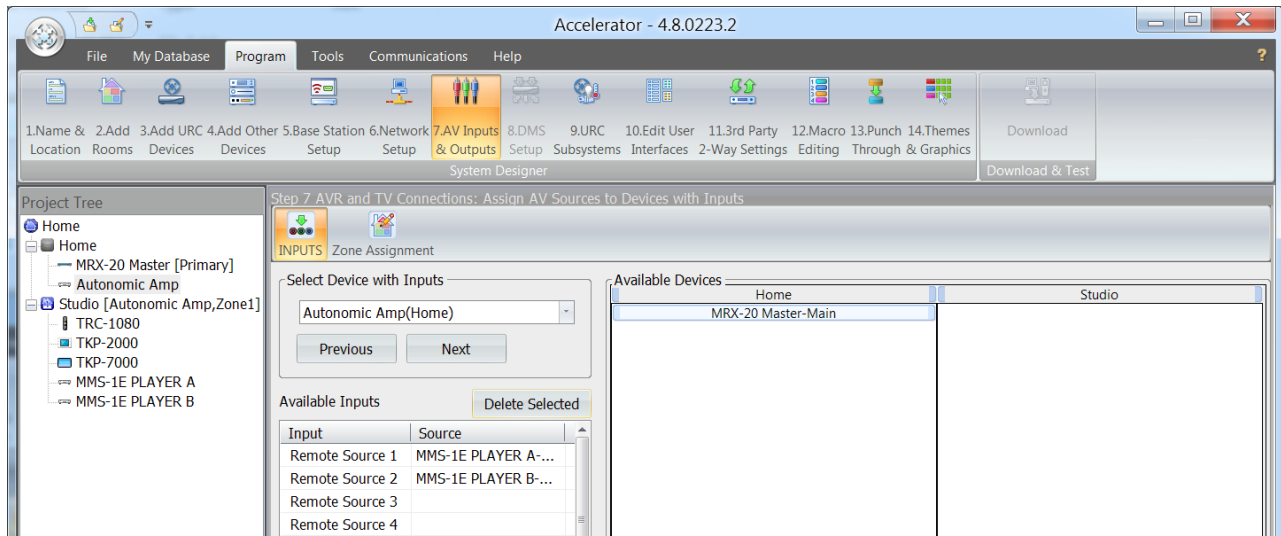 Accelerator - 4.8.0223.2
File My Database Program Tools Communications Help ?
1.Name & 2.Add 3.Add URC 4.Add Other 5.Base Station 6.Network 7.AV Inputs 8.DMS 9.URC 10.Edit User 11.3rd Party 12.Macro 13.Punch 14.Themes Download
Location Rooms Devices Devices Setup Setup & Outputs Setup Subsystems Interfaces 2-Way Settings Editing Through & Graphics
System Designer Download & Test
Project Tree
Home
Home
MRX-20 Master [Primary]
Autonomic Amp
Studio [Autonomic Amp,Zone1]
TRC-1080
TKP-2000
TKP-7000
MMS-1E PLAYER A
MMS-1E PLAYER B
Step 7 AVR and TV Connections: Assign AV Sources to Devices with Inputs
INPUTS Zone Assignment
Select Device with Inputs
Autonomic Amp(Home)
Previous Next
Available Inputs Delete Selected
Input Source
Remote Source 1 MMS-1E PLAYER A-...
Remote Source 2 MMS-1E PLAYER B-...
Remote Source 3
Remote Source 4
Available Devices
Home Studio
MRX-20 Master-Main